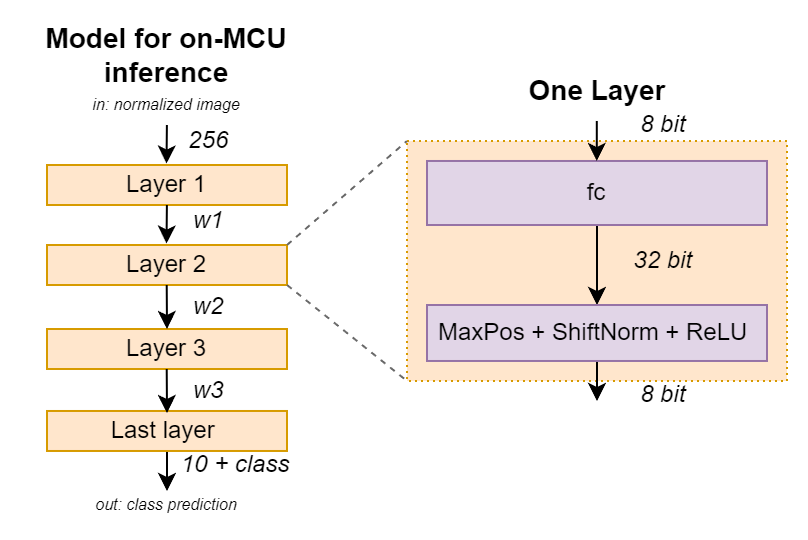 Model for on-MCU
inference
in: normalized image
256
Layer 1
w1
Layer 2
w2
Layer 3
w3
Last layer
10 + class
out: class prediction
One Layer
8 bit
fc
32 bit
MaxPos + ShiftNorm + ReLU
8 bit